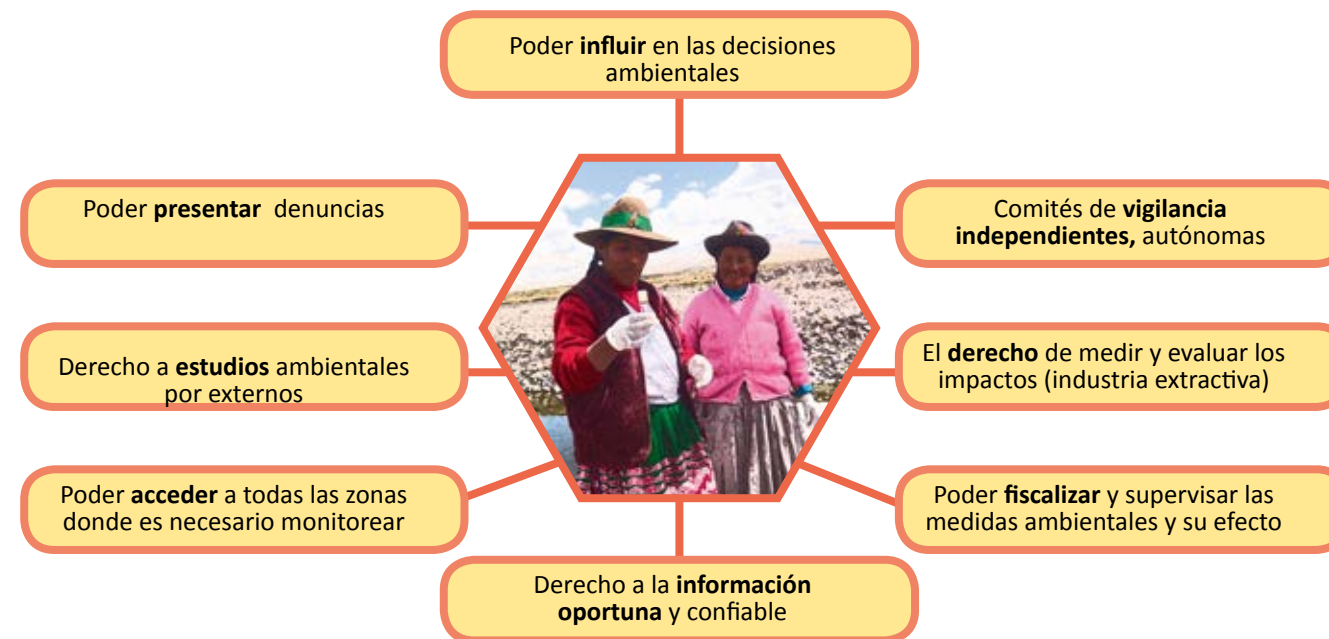 Poder influir en las decisiones
ambientales
Poder presentar denuncias
Comités de vigilancia
independientes, autónomas
Derecho a estudios ambientales
por externos
El derecho de medir y evaluar los
impactos (industria extractiva)
Poder acceder a todas las zonas
donde es necesario monitorear
Poder fiscalizar y supervisar las
medidas ambientales y su efecto
Derecho a la información
oportuna y confiable